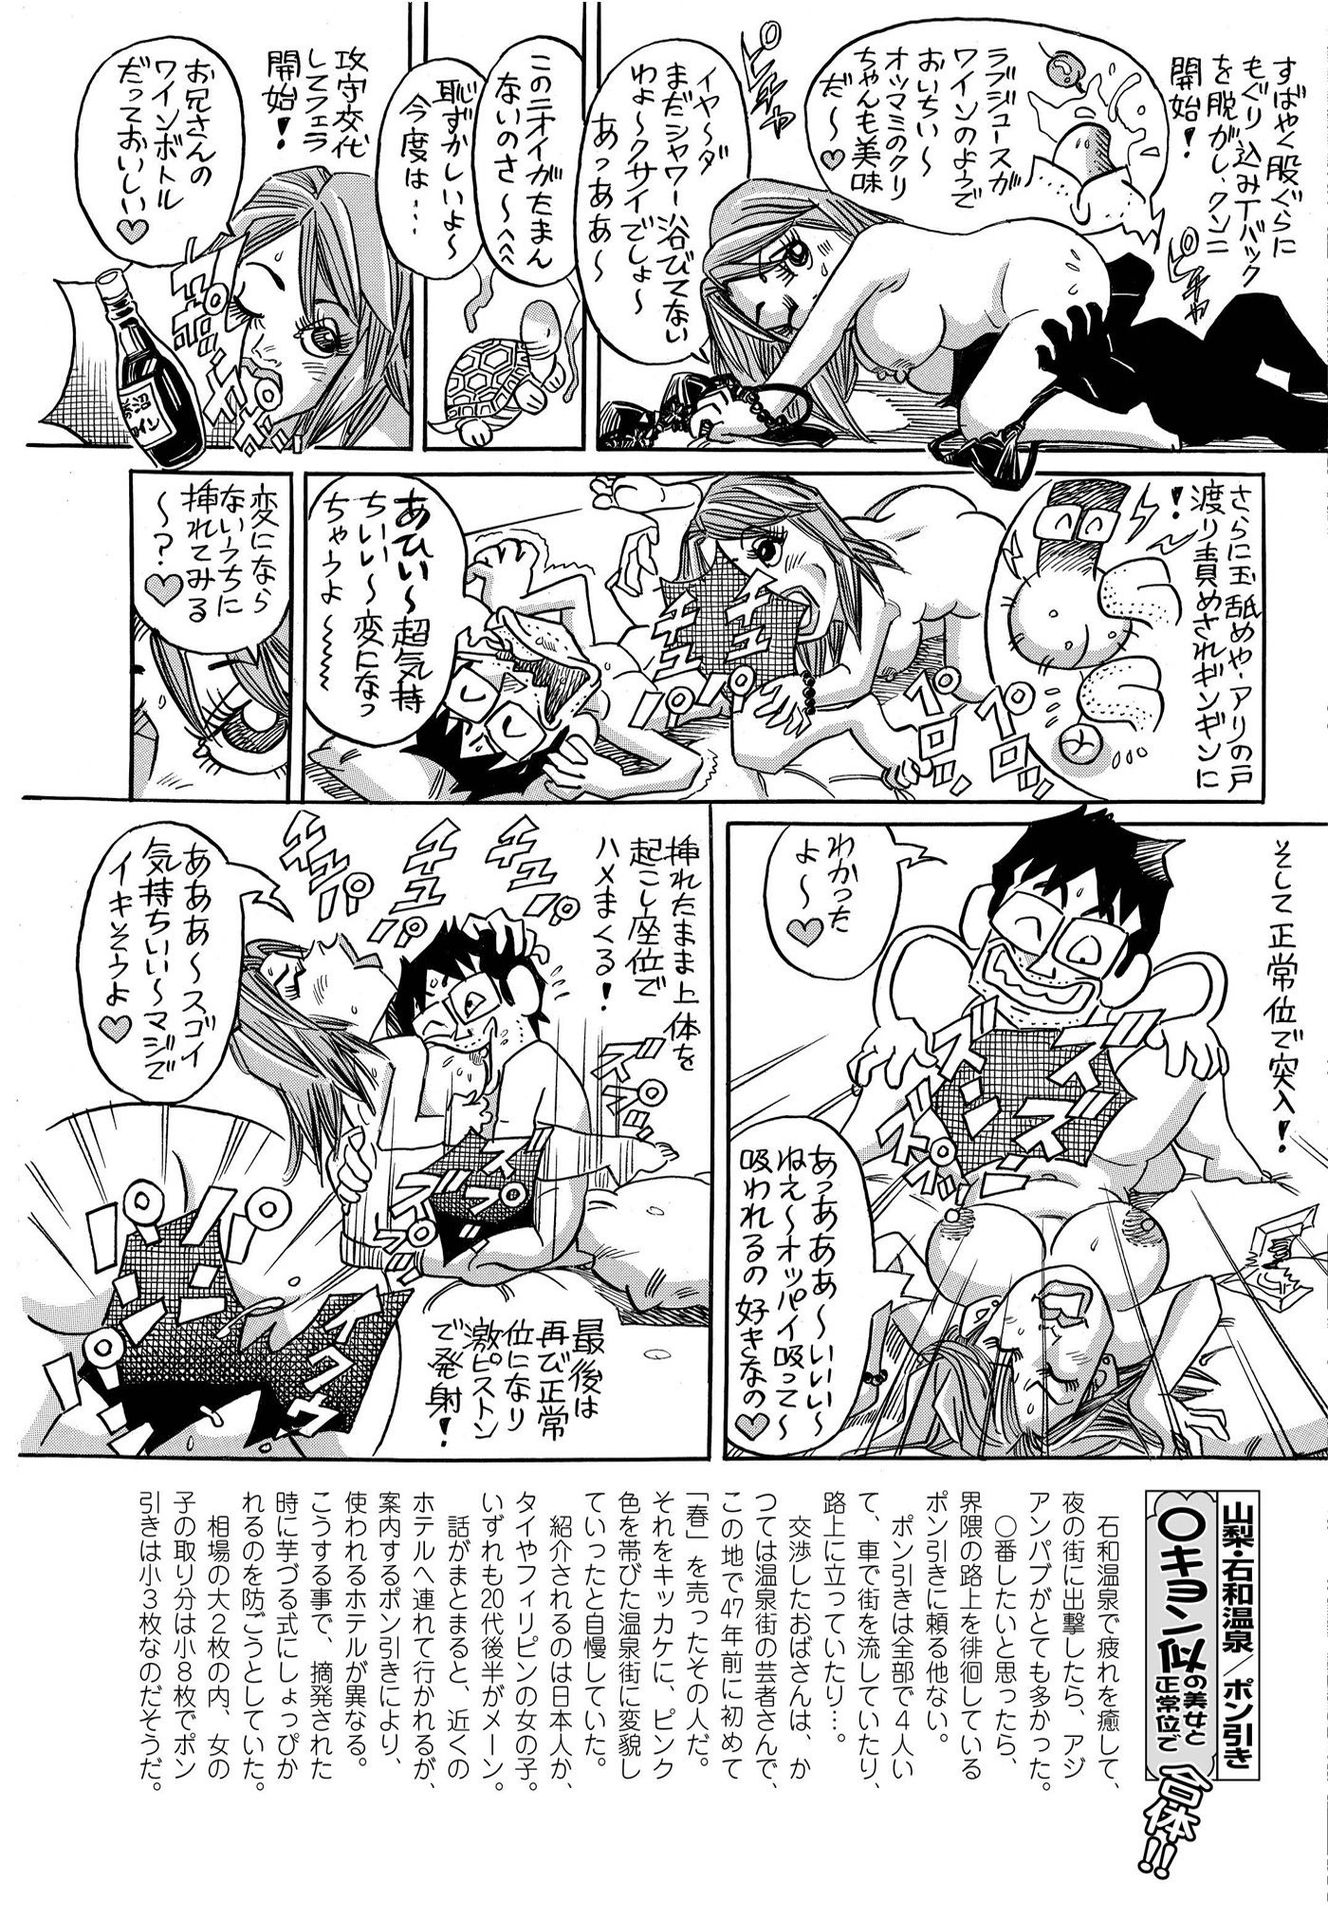 すばやく股ぐらに
もぐり込みTバック
を脱がし、クンニ
開始!
ラブジュースが
ワインのようで
おいちい〜
オツマミのクリ
ちゃんも美味
だ〜♡
イヤ〜ダ
まだシャワー浴びてない
わよ〜クサイでしょ〜
あっああ〜
このニオイがたまん
ないのさ〜へへへ
恥ずかしいよ〜
今度は…
攻守交代
してフェラ
開始!
お兄さんの
ワインボトル
だっておいしい♡
さらに玉舐めや・アリの戸
渡り責めされギンギンに
!!
あひい〜超気持
ちいい〜変になっ
ちゃうよ
〜〜〜〜
変になら
ないうちに
挿れてみる
〜?♡
そして正常位で突入!
わかった
よ〜♡
あっああぁ〜いいい〜
ねえ〜オッパイ吸って〜
吸われるの好きなの♡
挿れたまま上体を
起こし座位で
ハメまくる!
あああ〜スゴイ
気持ちいい〜マジで
イキそうよ♡
最後は
再び正常
位になり
激ピストン
で発射!
山梨・石和温泉/ポン引き
〇キョン似の美女と
正常位で合体!!
石和温泉で疲れを癒して、
夜の街に出撃したら、アジ
アンパブがとても多かった。
〇番したいと思ったら、
界隈の路上を徘徊している
ポン引きに頼る他ない。
ポン引きは全部で4人い
て、車で街を流していたり、
路上に立っていたり…。
交渉したおばさんは、か
つては温泉街の芸者さんで、
この地で47年前に初めて
「春」を売ったその人だ。
それをキッカケに、ピンク
色を帯びた温泉街に変貌し
ていったと自慢していた。
紹介されるのは日本人か、
タイやフィリピンの女の子。
いずれも20代後半がメーン。
話がまとまると、近くの
ホテルへ連れて行かれるが、
案内するポン引きにより、
使われるホテルが異なる。
こうする事で、摘発された
時に芋づる式にしょっぴか
れるのを防ごうとしていた。
相場の大2枚の内、女の
子の取り分は小8枚でポン
引きは小3枚なのだそうだ。